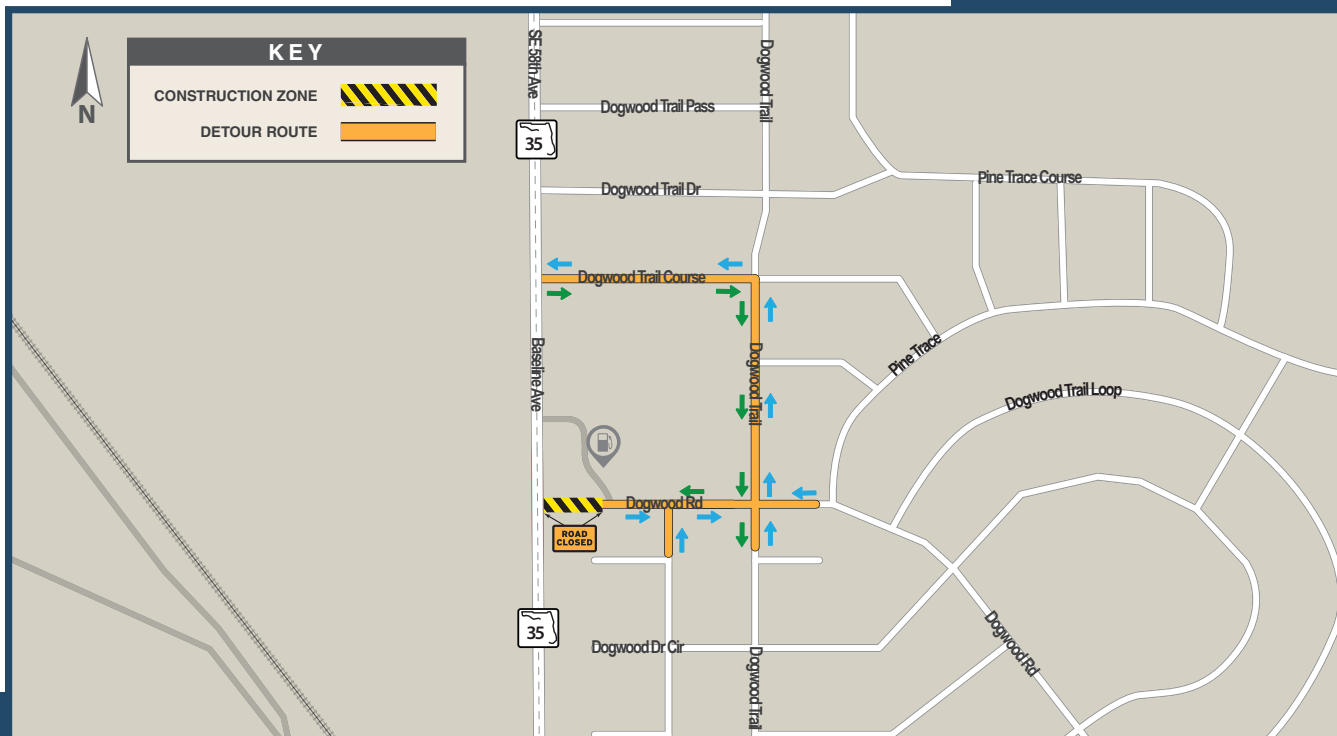 KEY
CONSTRUCTION ZONE
DETOUR ROUTE
N
SE 58th Ave
Dogwood Trail
Dogwood Trail Pass
35
Dogwood Trail Dr
Pine Trace Course
Dogwood Trail Course
Baseline Ave
Dogwood Trail
Pine Trace
Dogwood Trail Loop
Dogwood Rd
ROAD
CLOSED
35
Dogwood Dr Cir
Dogwood Trail
Dogwood Rd